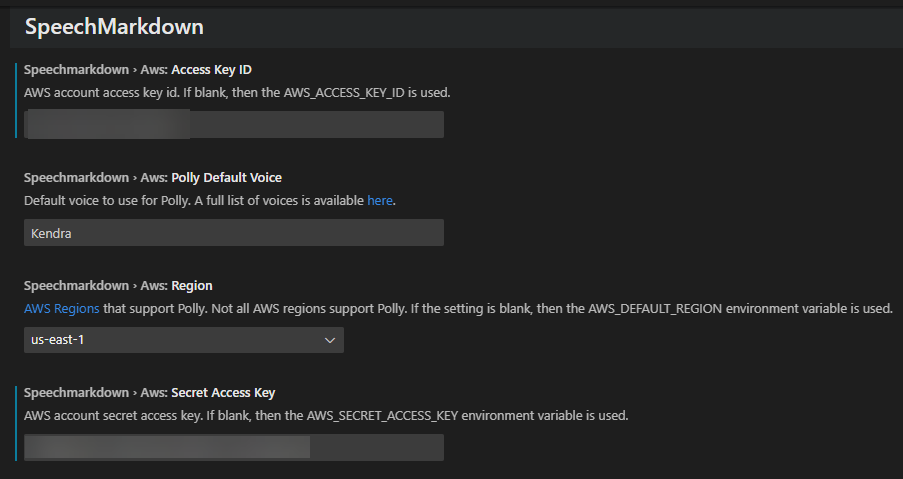 SpeechMarkdown
Speechmarkdown › Aws: Access Key ID
AWS account access key id. If blank, then the AWS_ACCESS_KEY_ID is used.
Speechmarkdown › Aws: Polly Default Voice
Default voice to use for Polly. A full list of voices is available here.
Kendra
Speechmarkdown › Aws: Region
AWS Regions that support Polly. Not all AWS regions support Polly. If the setting is blank, then the AWS_DEFAULT_REGION environment variable is used.
us-east-1
Speechmarkdown › Aws: Secret Access Key
AWS account secret access key. If blank, then the AWS_SECRET_ACCESS_KEY environment variable is used.